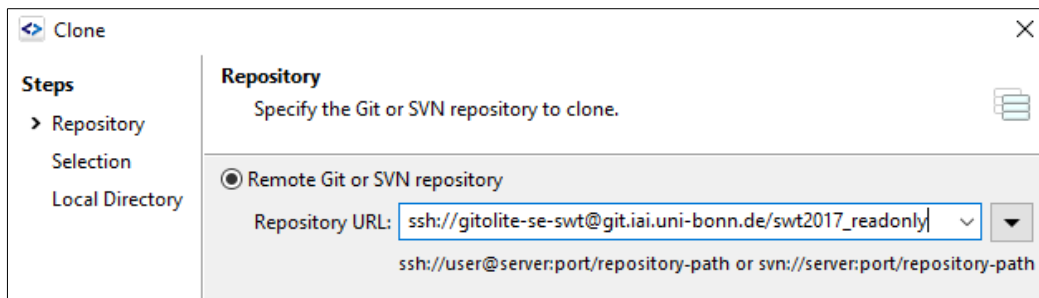 Clone
Steps
Repository
Selection
Local Directory
Repository
Specify the Git or SVN repository to clone.
Remote Git or SVN repository
Repository URL: ssh://gitolite-se-swt@git.iai.uni-bonn.de/swt2017_readonly
ssh://user@server:port/repository-path or svn://server:port/repository-path